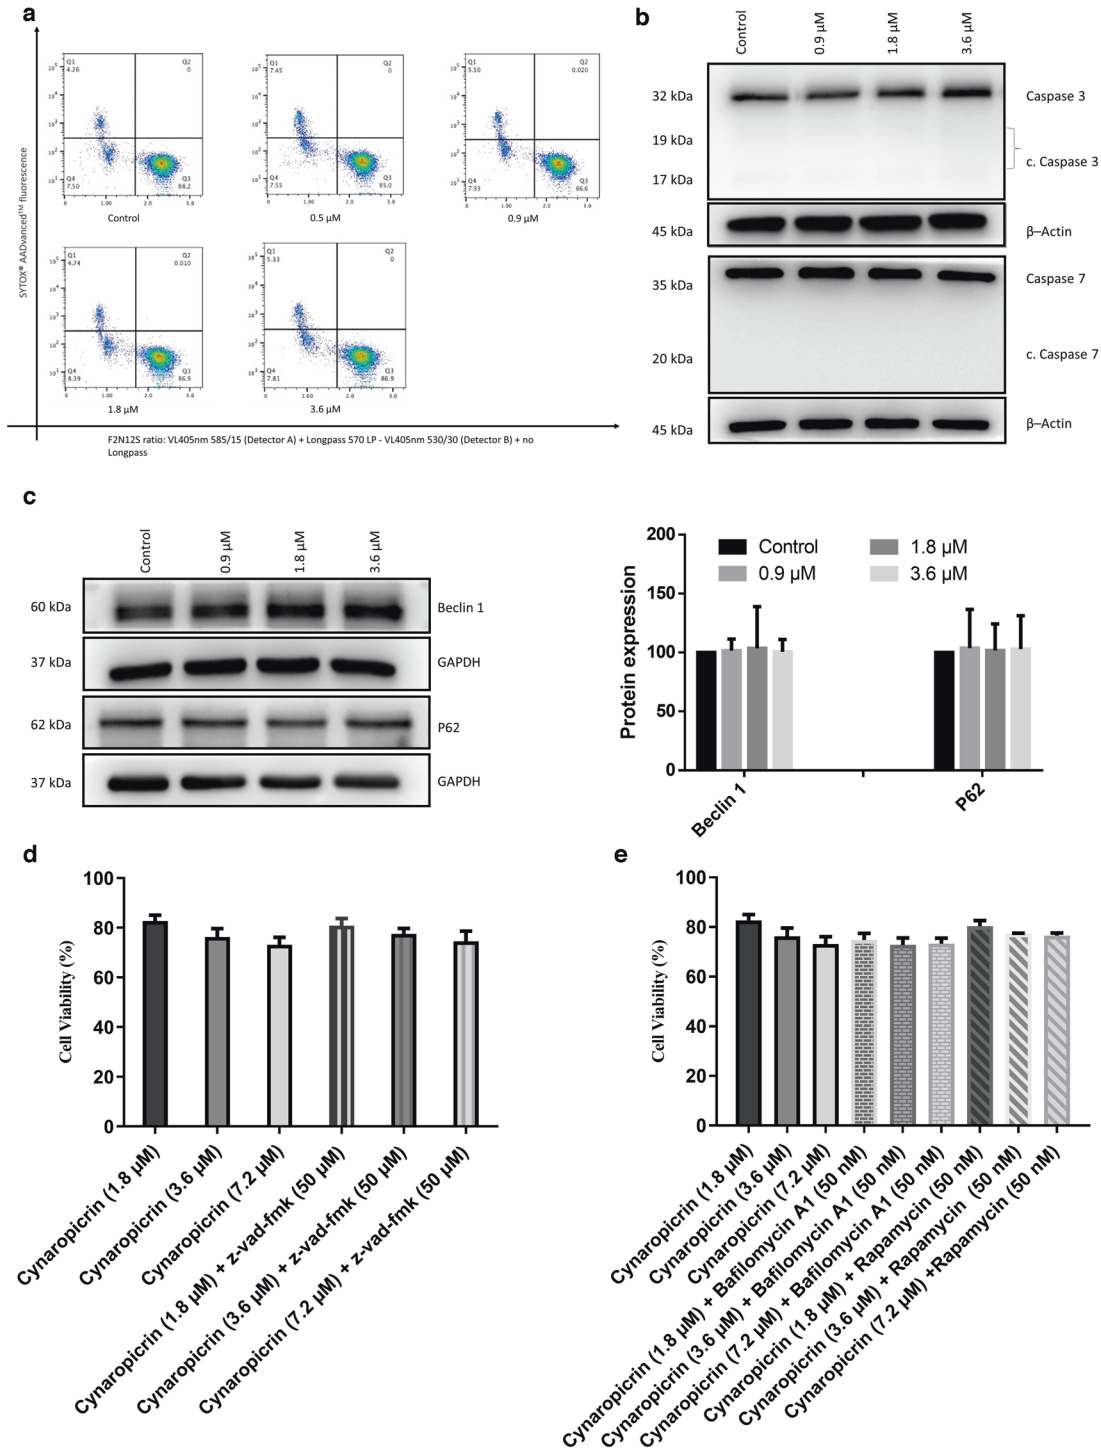 a
SYTOX® AADvanced™ fluorescence
Q1
4.26
Q2
0
Q4
7.50
Q3
88.2
Control
Q1
7.45
Q2
0
Q4
7.55
Q3
85.0
0.5 µM
Q1
5.50
Q2
0.020
Q4
7.93
Q3
86.6
0.9 µM
Q1
4.74
Q2
0.010
Q4
8.39
Q3
86.9
1.8 µM
Q1
5.33
Q2
0
Q4
7.81
Q3
86.9
3.6 µM
F2N12S ratio: VL405nm 585/15 (Detector A) + Longpass 570 LP - VL405nm 530/30 (Detector B) + no
Longpass
b
Control
0.9 µM
1.8 µM
3.6 µM
32 kDa
Caspase 3
19 kDa
c. Caspase 3
17 kDa
45 kDa
β–Actin
35 kDa
Caspase 7
20 kDa
c. Caspase 7
45 kDa
β–Actin
c
Control
0.9 µM
1.8 µM
3.6 µM
60 kDa
Beclin 1
37 kDa
GAPDH
62 kDa
P62
37 kDa
GAPDH
Protein expression
200
150
100
50
0
Control
1.8 µM
0.9 µM
3.6 µM
Beclin 1
P62
d
Cell Viability (%)
100
80
60
40
20
0
Cynaropicrin (1.8 µM)
Cynaropicrin (3.6 µM)
Cynaropicrin (7.2 µM)
Cynaropicrin (1.8 µM) + z-vad-fmk (50 µM)
Cynaropicrin (3.6 µM) + z-vad-fmk (50 µM)
Cynaropicrin (7.2 µM) + z-vad-fmk (50 µM)
e
Cell Viability (%)
100
80
60
40
20
0
Cynaropicrin (1.8 µM)
Cynaropicrin (3.6 µM)
Cynaropicrin (7.2 µM)
Cynaropicrin (1.8 µM) + Bafilomycin A1 (50 nM)
Cynaropicrin (3.6 µM) + Bafilomycin A1 (50 nM)
Cynaropicrin (7.2 µM) + Bafilomycin A1 (50 nM)
Cynaropicrin (1.8 µM) + Rapamycin (50 nM)
Cynaropicrin (3.6 µM) + Rapamycin (50 nM)
Cynaropicrin (7.2 µM) +Rapamycin (50 nM)